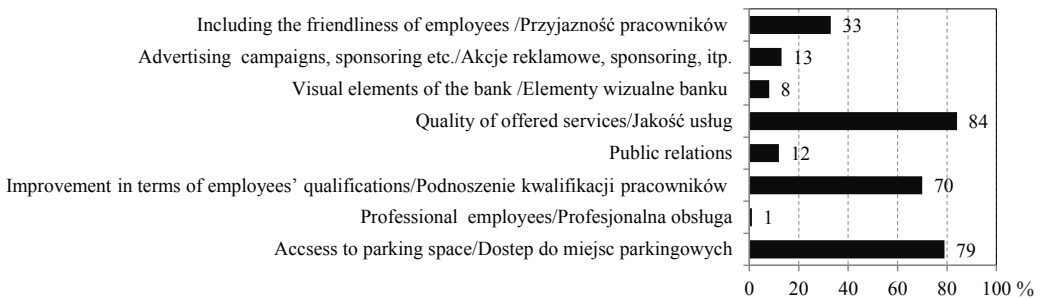 Including the friendliness of employees /Przyjazność pracowników 33
Advertising campaigns, sponsoring etc./Akcje reklamowe, sponsoring, itp. 13
Visual elements of the bank /Elementy wizualne banku 8
Quality of offered services/Jakość usług 84
Public relations 12
Improvement in terms of employees’ qualifications/Podnoszenie kwalifikacji pracowników 70
Professional employees/Profesjonalna obsługa 1
Accsess to parking space/Dostep do miejsc parkingowych 79
0 20 40 60 80 100 %